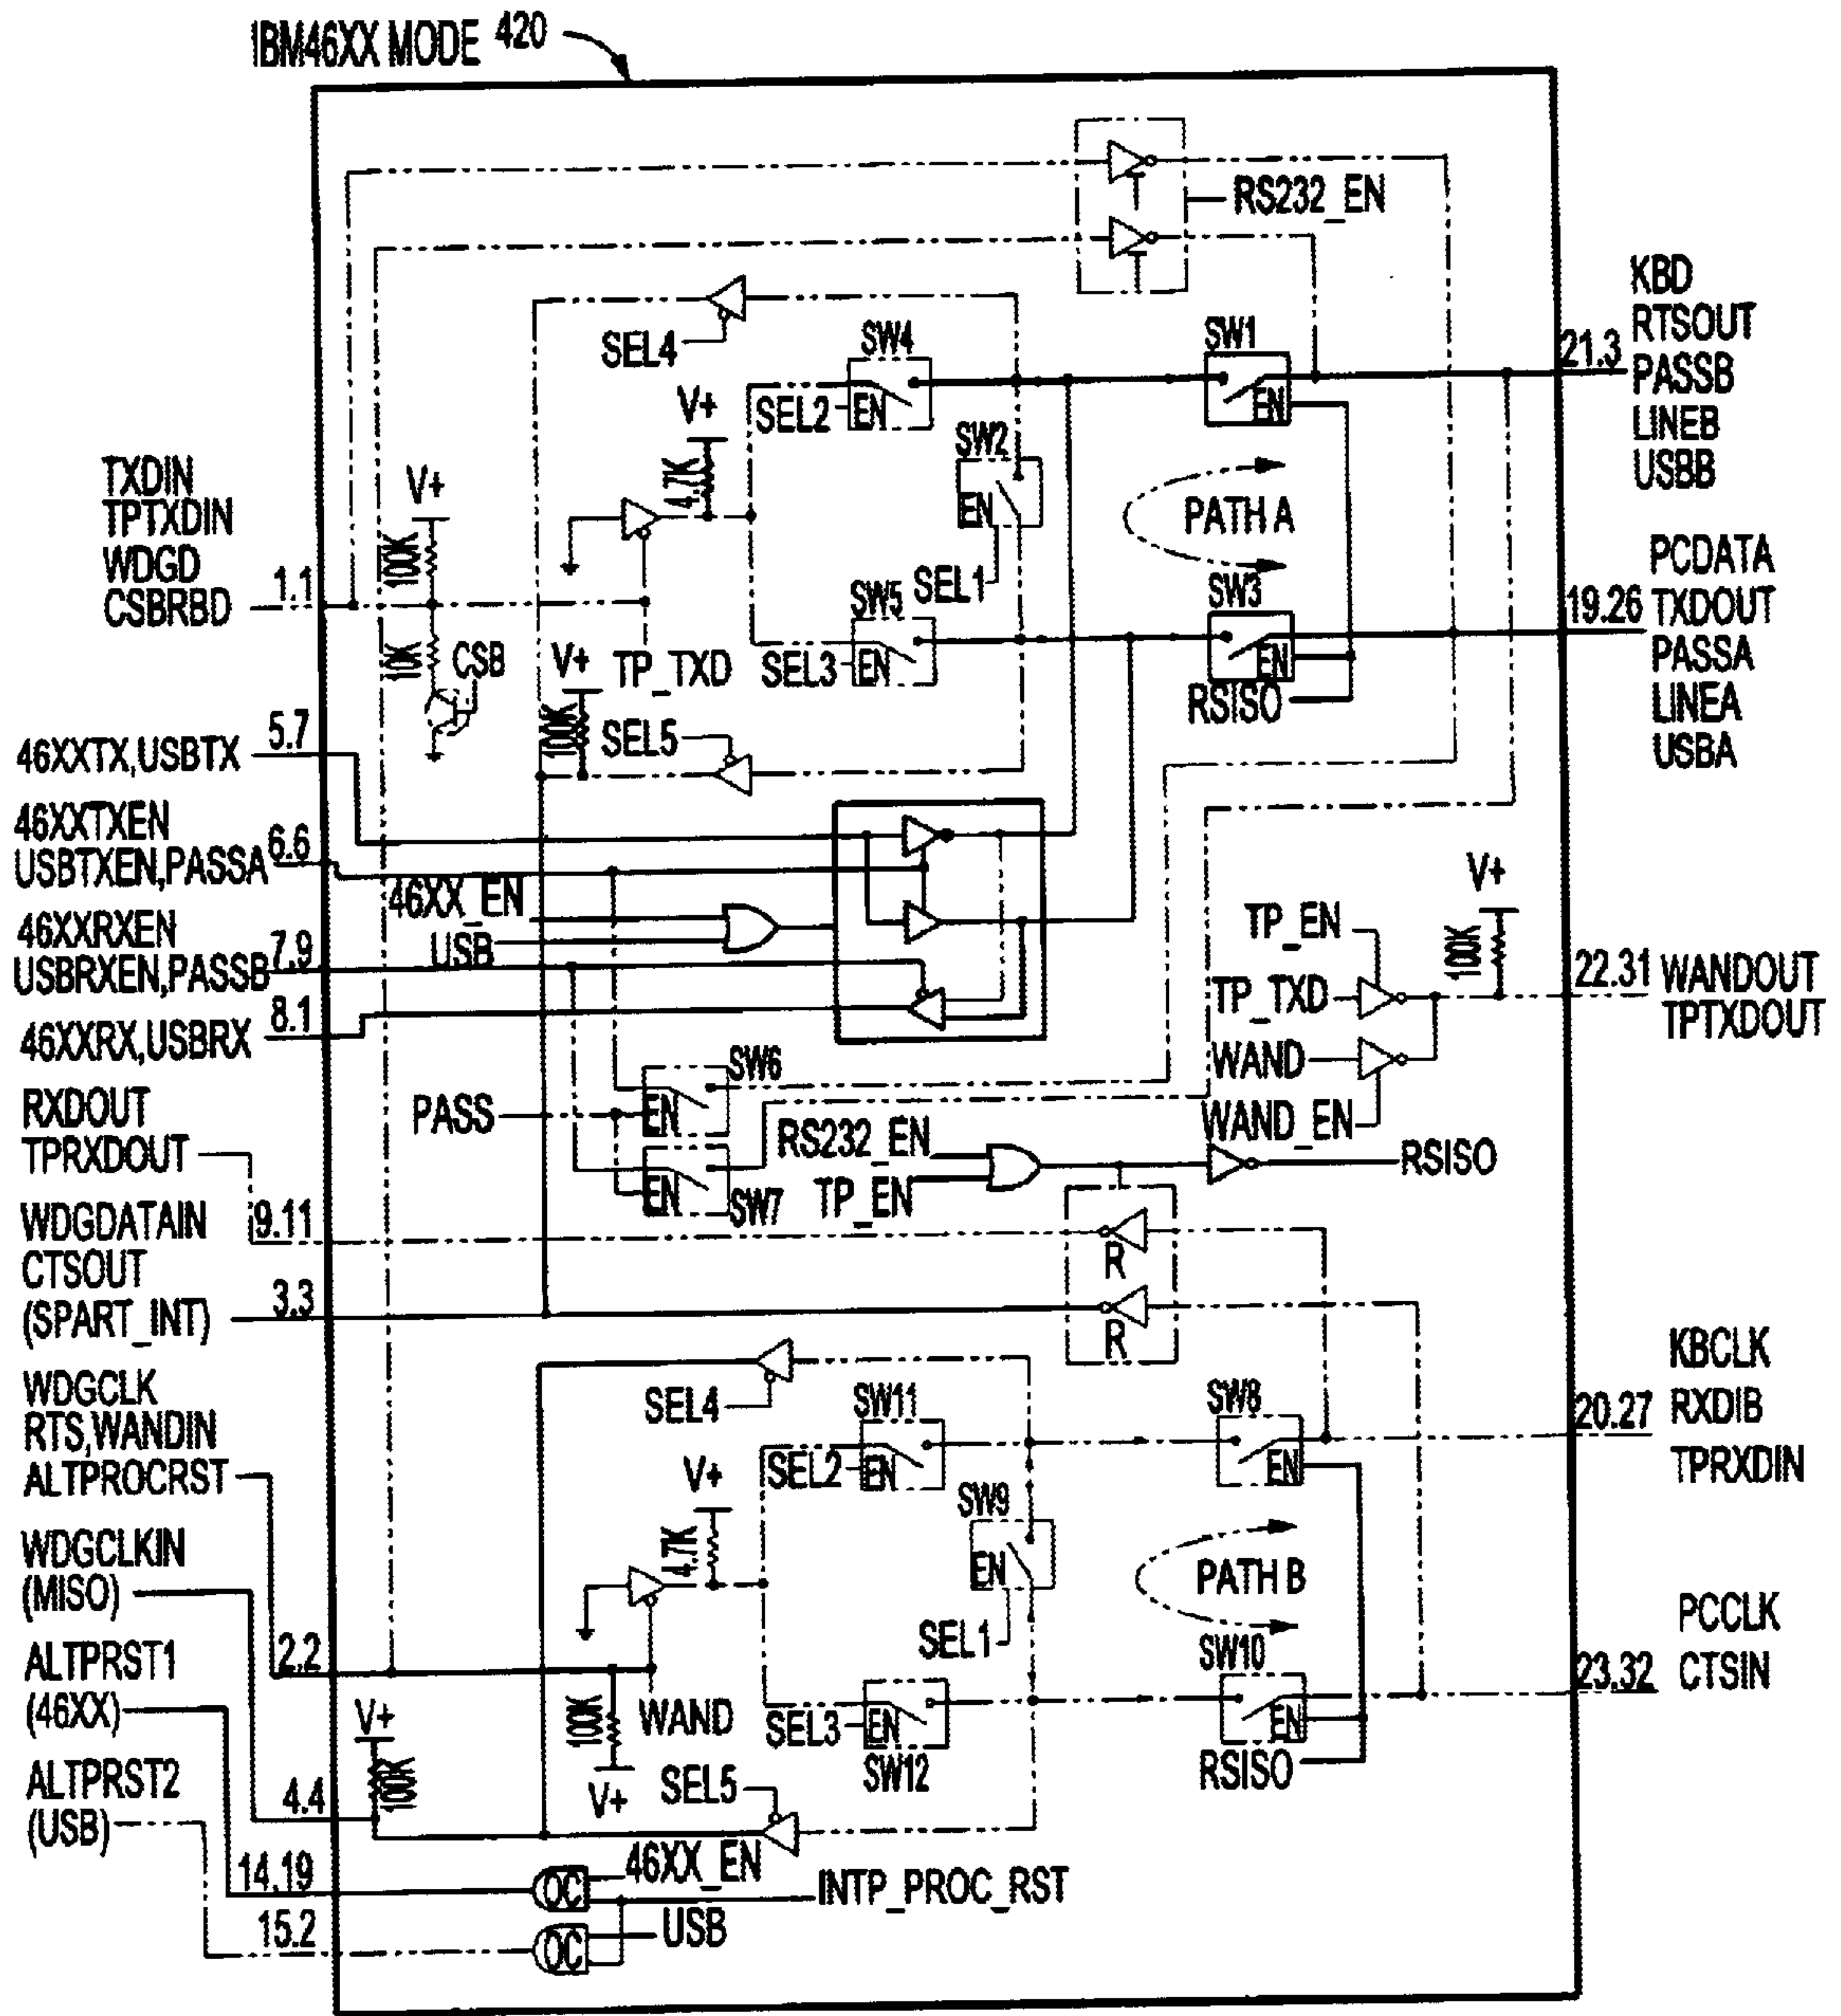 IBM46XX MODE 420
RS232_EN
KBD
RTSOUT
21.3
PASSB
LINEB
USBB
SEL4
SW4
SW1
V+
SEL2
EN
EN
SW2
4.7K
EN
PATH A
SEL1
TXDIN
TPTXDIN
WDGD
CSBRBD
1.1
V+
100K
10K
CSB
PCDATA
19.26
TXDOUT
PASSA
LINEA
USBA
SW5
SW3
V+
TP_TXD
SEL3
EN
EN
RSISO
100K
SEL5
5.7
46XXTX,USBTX
46XXTXEN
6.6
USBTXEN,PASSA
46XX_EN
46XXRXEN
7.9
USB
USBRXEN,PASSB
8.1
46XXRX,USBRX
V+
TP_EN
100K
22.31
WANDOUT
TP_TXD
TPTXDOUT
WAND
WAND_EN
SW6
PASS
EN
EN
SW7
RS232_EN
TP_EN
RSISO
RXDOUT
TPRXDOUT
WDGDATAIN
9.11
R
CTSOUT
3.3
(SPART_INT)
R
KBCLK
20.27
RXDIB
TPRXDIN
WDGCLK
RTS,WANDIN
ALTPROCRST
SEL4
SW11
SW8
SEL2
EN
EN
V+
SW9
4.7K
EN
PATH B
SEL1
WDGCLKIN
(MISO)
PCCLK
23.32
CTSIN
ALTPRST1
2.2
(46XX)
SW10
V+
100K
WAND
SEL3
EN
EN
SW12
RSISO
100K
V+
SEL5
ALTPRST2
4.4
(USB)
14.19
OC
46XX_EN
INTP_PROC_RST
15.2
OC
USB